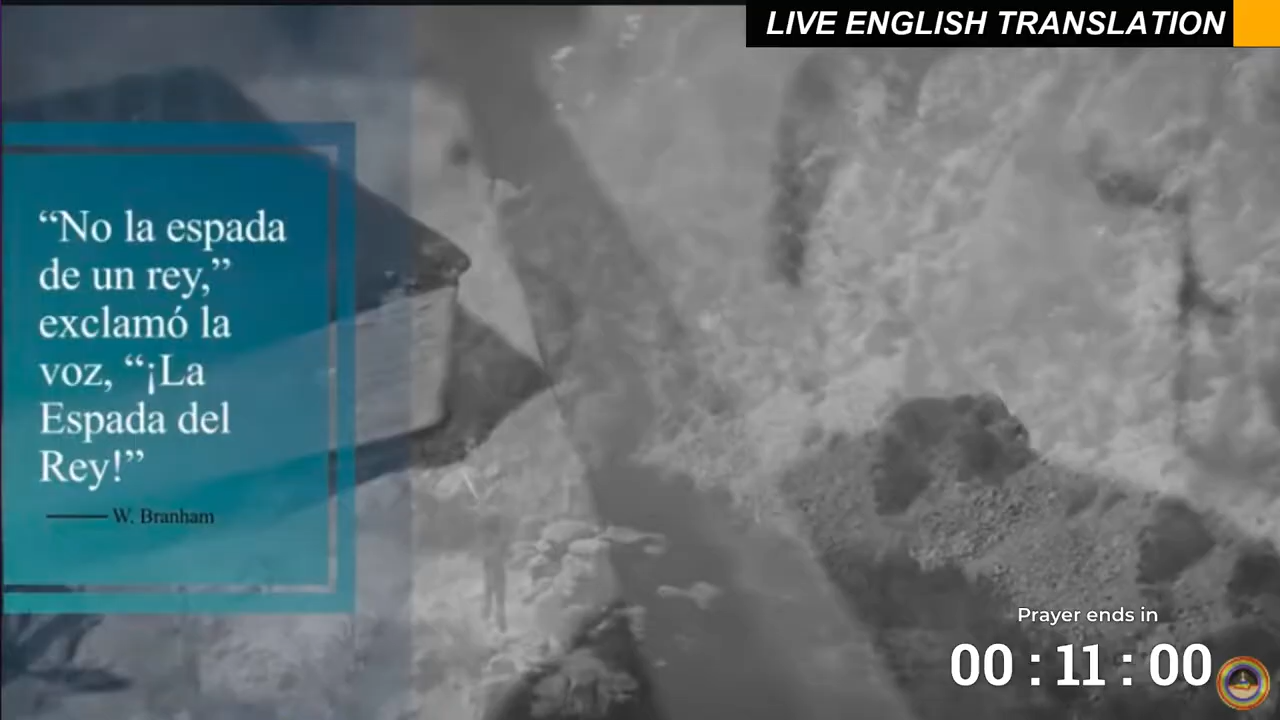 LIVE ENGLISH TRANSLATION
“No la espada
de un rey,”
exclamó la
voz, “¡La
Espada del
Rey!”
W. Branham
Prayer ends in
00 : 11 : 00